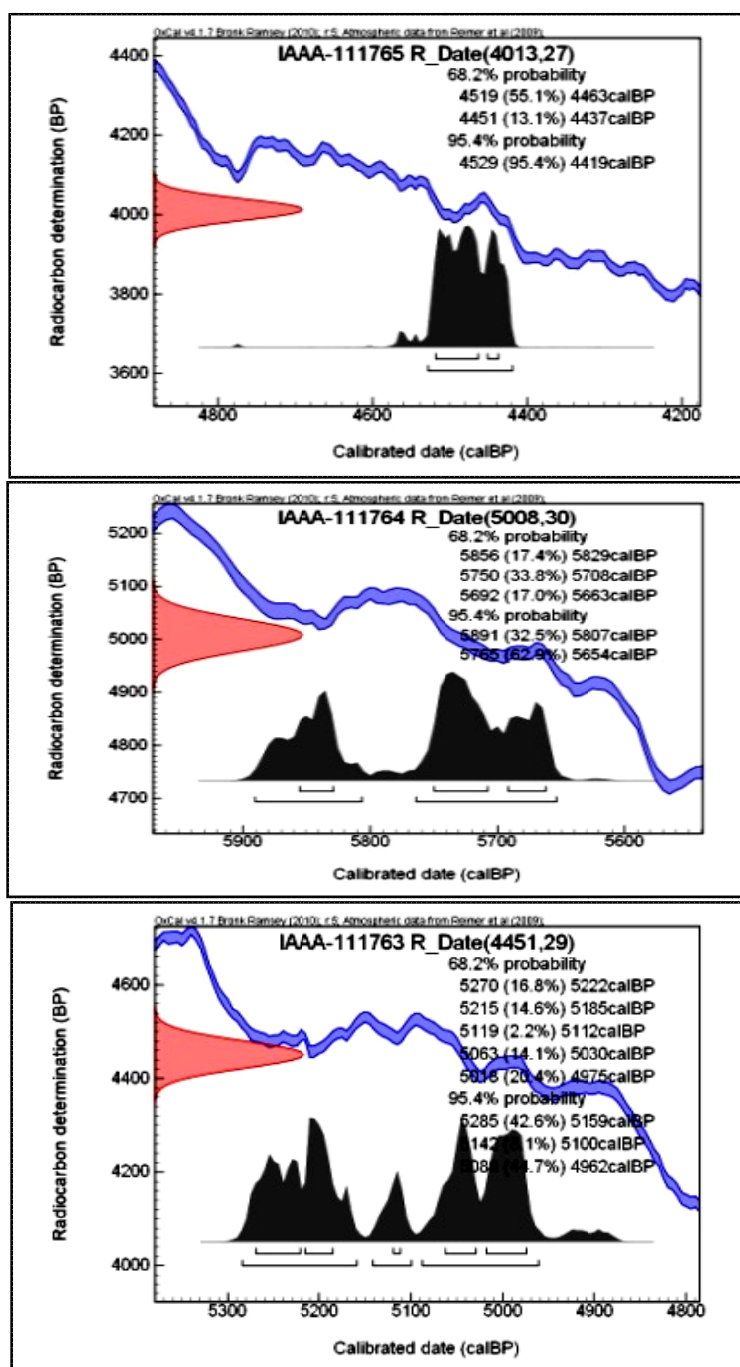 OxCal v4.1.7 Bronk Ramsey (2010); r:5; Atmospheric data from Reimer et al (2009);
IAAA-111765 R_Date(4013,27)
68.2% probability
4519 (55.1%) 4463calBP
4451 (13.1%) 4437calBP
95.4% probability
4529 (95.4%) 4419calBP
Radiocarbon determination (BP)
4400
4200
4000
3800
3600
4800 4600 4400 4200
Calibrated date (calBP)
OxCal v4.1.7 Bronk Ramsey (2010); r:5; Atmospheric data from Reimer et al (2009);
IAAA-111764 R_Date(5008,30)
68.2% probability
5856 (17.4%) 5829calBP
5750 (33.8%) 5708calBP
5692 (17.0%) 5663calBP
95.4% probability
5891 (32.5%) 5807calBP
5765 (62.9%) 5654calBP
Radiocarbon determination (BP)
5200
5100
5000
4900
4800
4700
5900 5800 5700 5600
Calibrated date (calBP)
OxCal v4.1.7 Bronk Ramsey (2010); r:5; Atmospheric data from Reimer et al (2009);
IAAA-111763 R_Date(4451,29)
68.2% probability
5270 (16.8%) 5222calBP
5215 (14.6%) 5185calBP
5119 (2.2%) 5112calBP
5063 (14.1%) 5030calBP
(20.4%) 4975calBP
95.4% probability
5285 (42.6%) 5159calBP
5100calBP
4962calBP
Radiocarbon determination (BP)
4600
4400
4200
4000
5300 5200 5100 5000 4900 4800
Calibrated date (calBP)